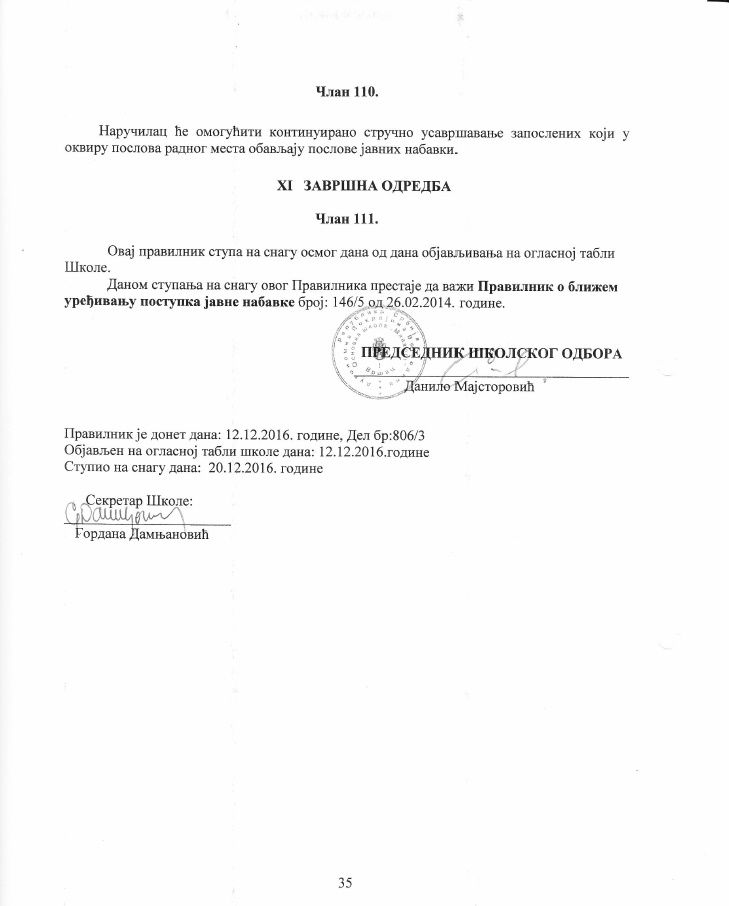 Члан 110.
Наручилац ће омогућити континуирано стручно усавршавање запослених који у
оквиру послова радног места обављају послове јавних набавки.
XI ЗАВРШНА ОДРЕДБА
Члан 111.
Овај правилник ступа на снагу осмог дана од дана објављивања на огласној табли
Школе.
Даном ступања на снагу овог Правилника престаје да важи Правилник о ближем
уређивању поступка јавне набавке број: 146/5 од 26.02.2014. године.
Република Србија
Вршац
ПРЕДСЕДНИК ШКОЛСКОГ ОДБОРА
Данило Мајсторовић
Правилник је донет дана: 12.12.2016. године, Дел бр:806/3
Објављен на огласној табли школе дана: 12.12.2016.године
Ступио на снагу дана: 20.12.2016. године
Секретар Школе:
Гордана Дамњановић
35